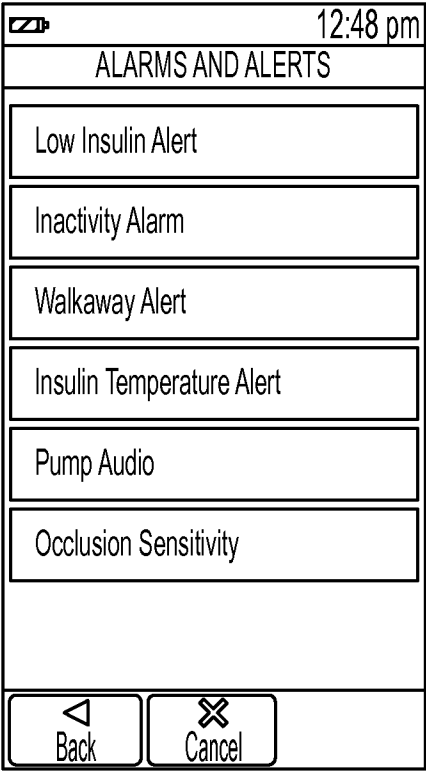 12:48 pm
ALARMS AND ALERTS
Low Insulin Alert
Inactivity Alarm
Walkaway Alert
Insulin Temperature Alert
Pump Audio
Occlusion Sensitivity
Back Cancel